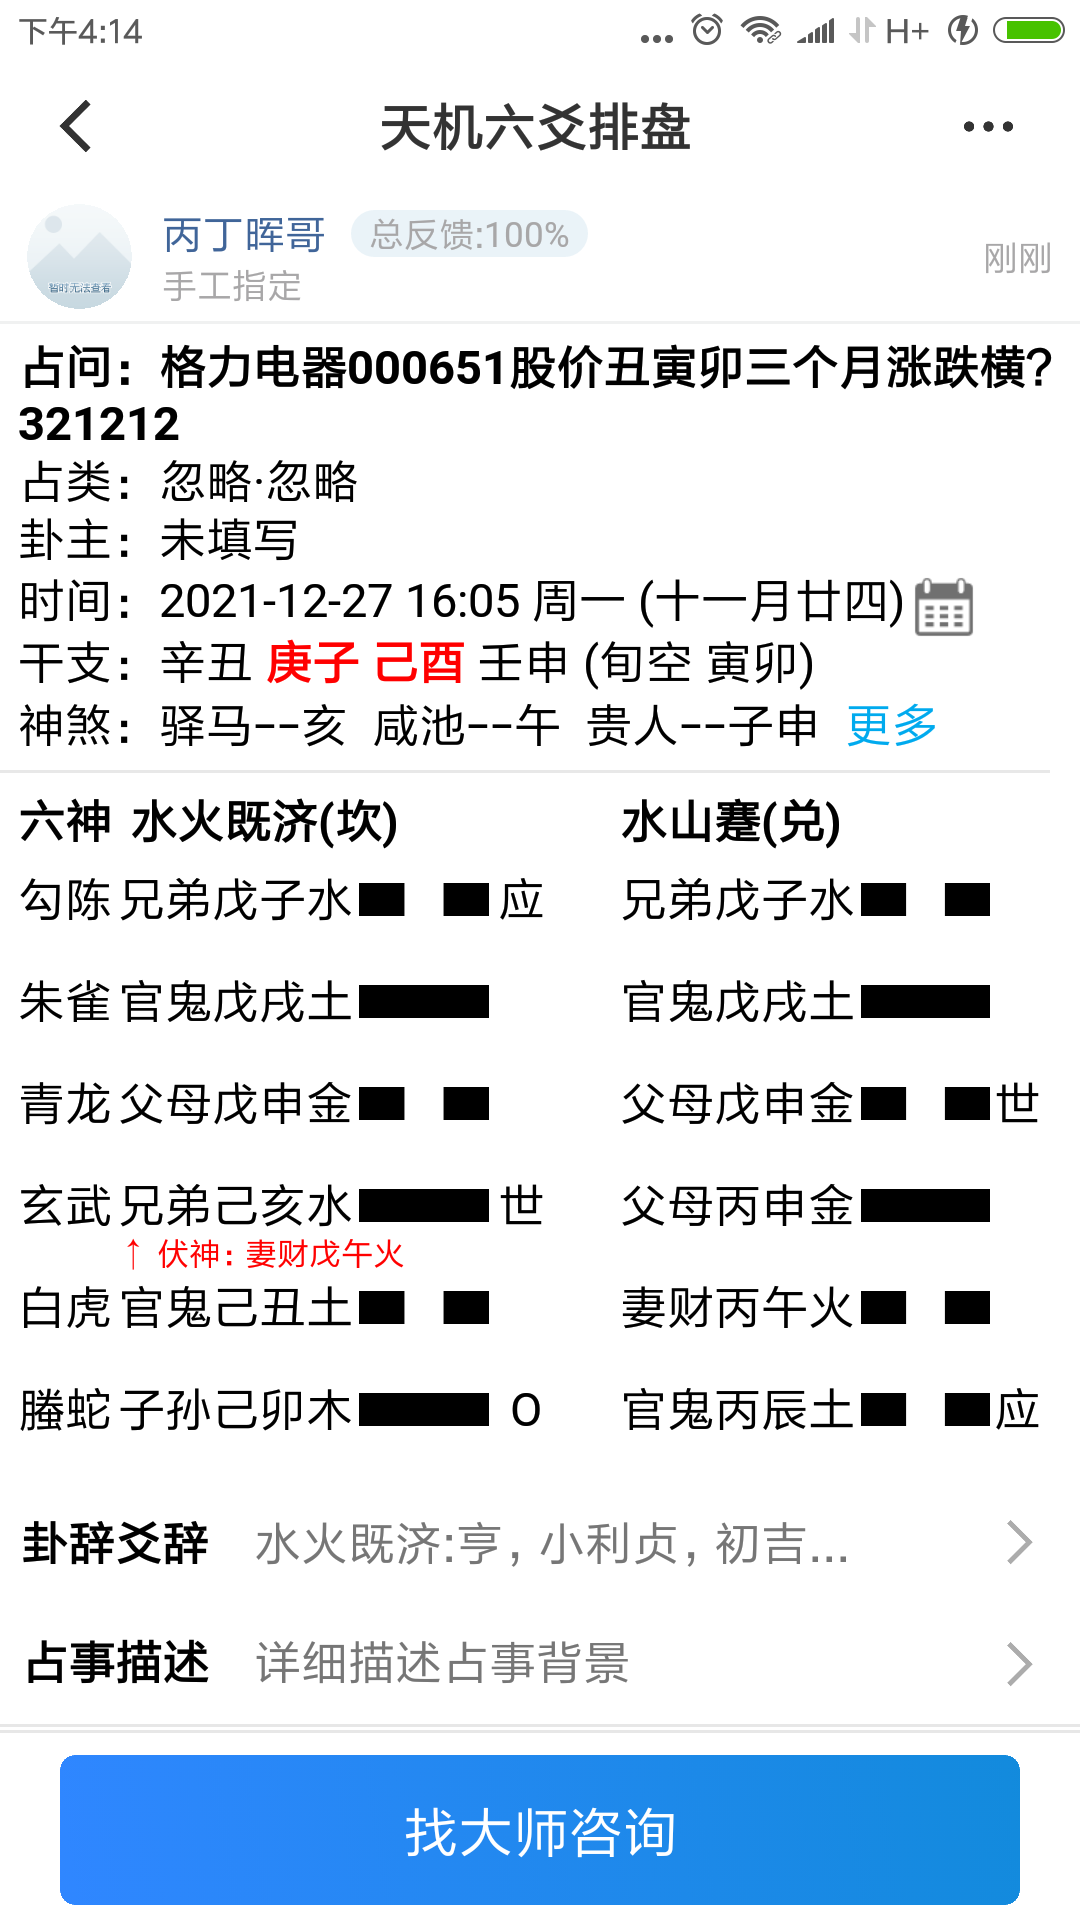 下午4:14
H+
天机六爻排盘
丙丁晖哥 总反馈:100%
手工指定
刚刚
暂时无法查看
占问：格力电器000651股价丑寅卯三个月涨跌横?
321212
占类：忽略·忽略
卦主：未填写
时间：2021-12-27 16:05 周一 (十一月廿四)
干支：辛丑 庚子 己酉 壬申 (旬空 寅卯)
神煞：驿马--亥 咸池--午 贵人--子申 更多
六神 水火既济(坎) 水山蹇(兑)
勾陈 兄弟戊子水 应 兄弟戊子水
朱雀 官鬼戊戌土 官鬼戊戌土
青龙 父母戊申金 父母戊申金 世
玄武 兄弟己亥水 世 父母丙申金
↑ 伏神：妻财戊午火
白虎 官鬼己丑土 妻财丙午火
螣蛇 子孙己卯木 O 官鬼丙辰土 应
卦辞爻辞 水火既济:亨，小利贞，初吉...
占事描述 详细描述占事背景
找大师咨询